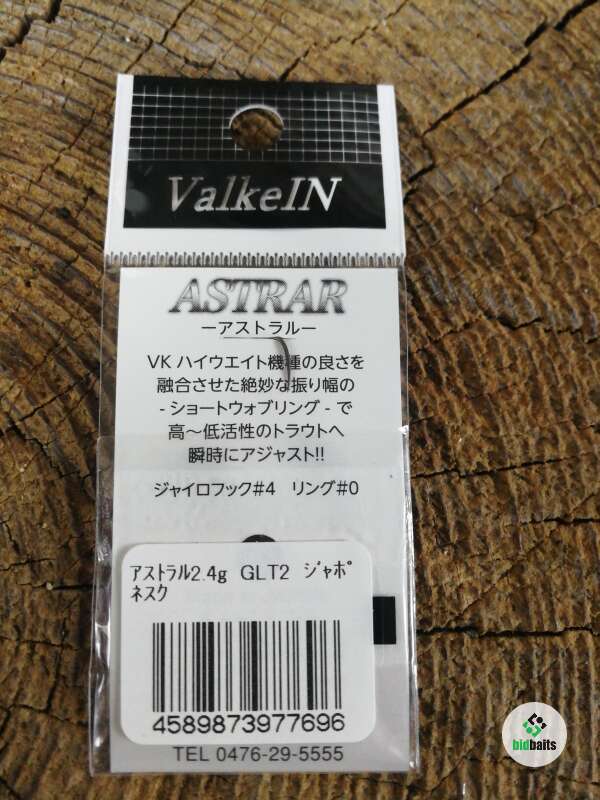 ValkeIN
ASTRAR
ーアストラルー
VK ハイウエイト機種の良さを
融合させた絶妙な振り幅の
- ショートウォブリング - で
高～低活性のトラウトへ
瞬時にアジャスト!!
ジャイロフック#4 リング#0
ｱｽﾄﾗﾙ2.4g GLT2 ｼﾞｬﾎﾟ
ﾈｽｸ
4589873977696
TEL 0476-29-5555
bidbaits